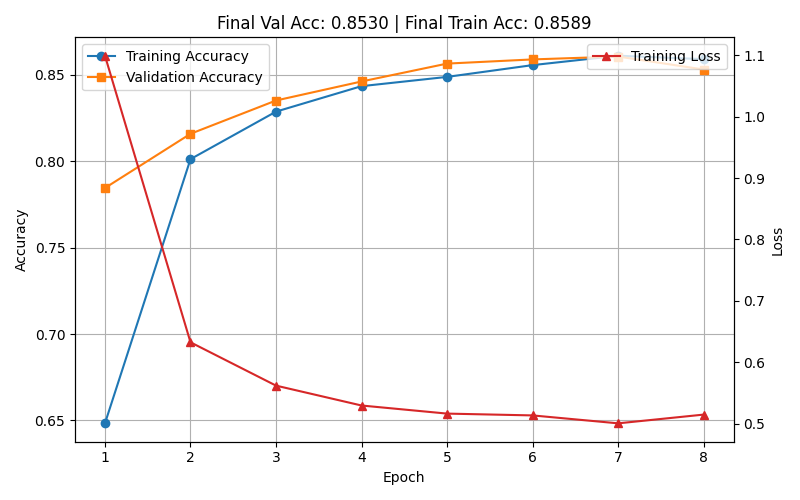 Final Val Acc: 0.8530 | Final Train Acc: 0.8589
Training Accuracy
Validation Accuracy
Training Loss
0.85
0.80
0.75
0.70
0.65
Accuracy
1.1
1.0
0.9
0.8
0.7
0.6
0.5
Loss
1 2 3 4 5 6 7 8
Epoch